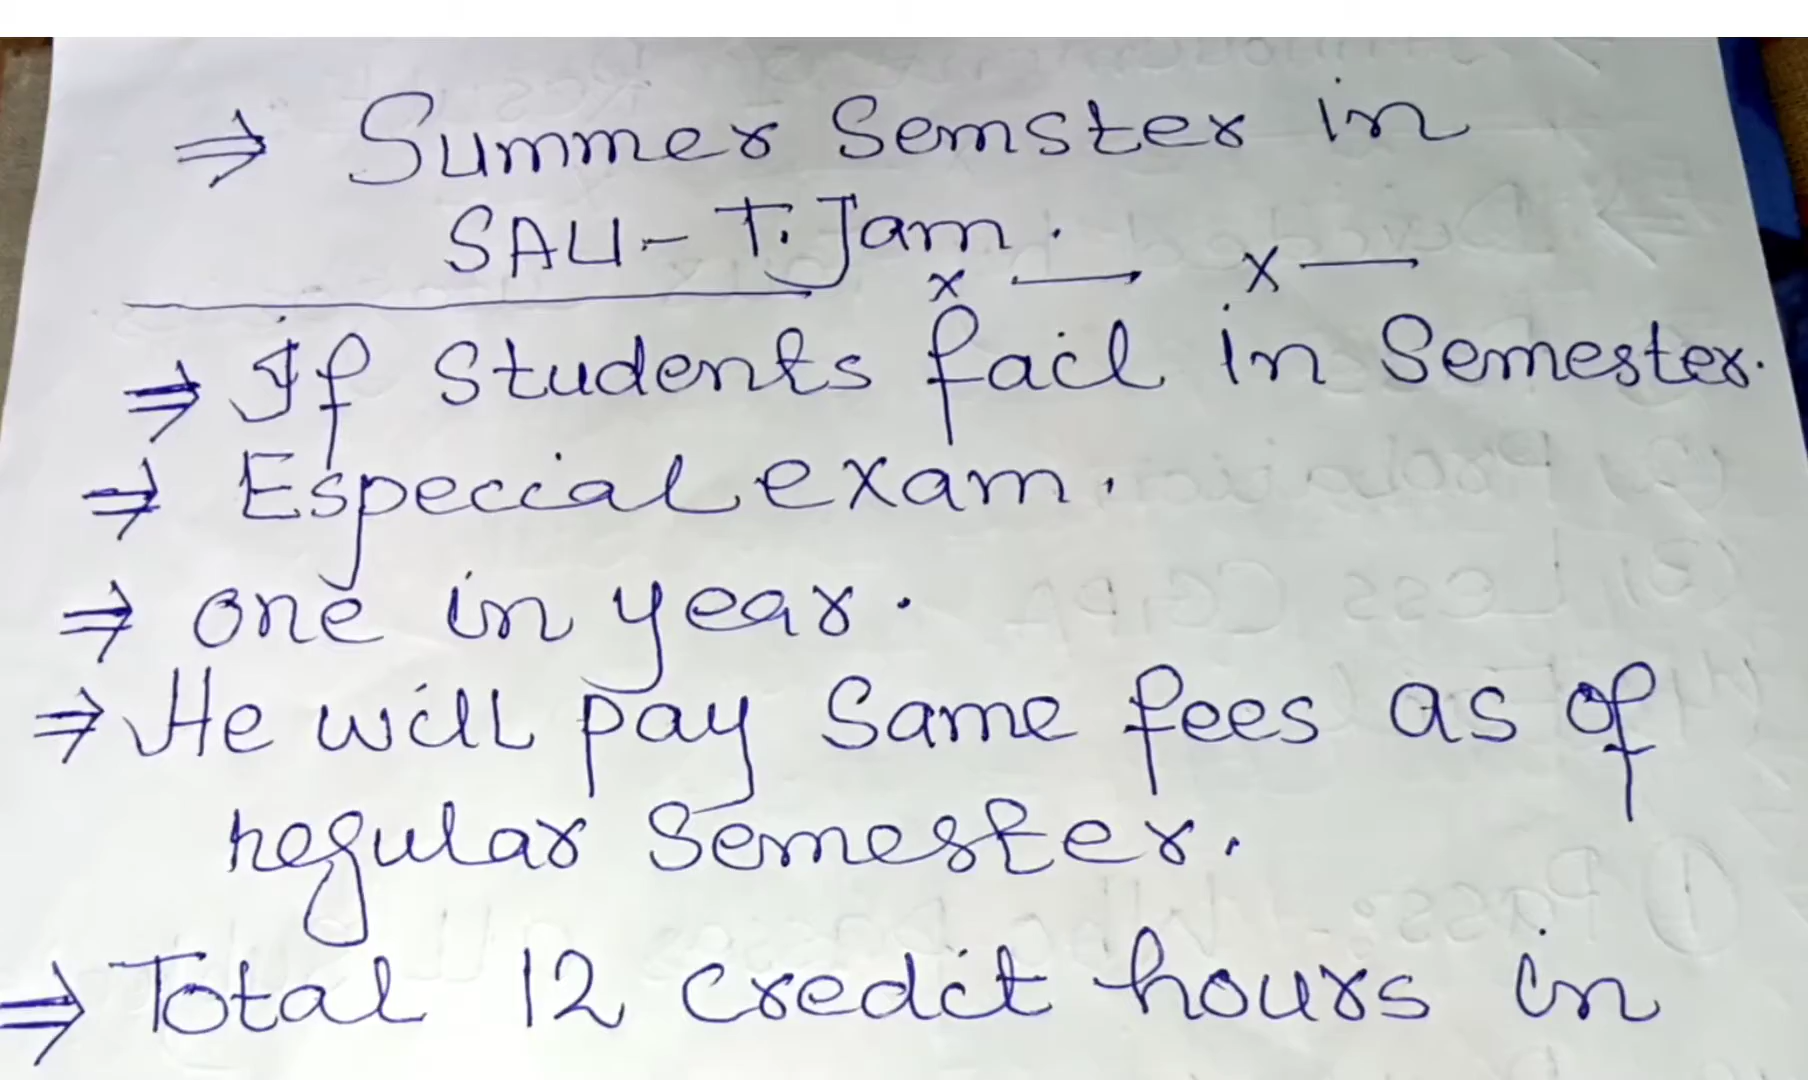 ⇒ Summer Semster in
SAU - T. Jam.
x → x —
⇒ If Students fail in Semester.
⇒ Especial exam.
⇒ one in year.
⇒ He will pay Same fees as of
regular Semester.
⇒ Total 12 credit hours in